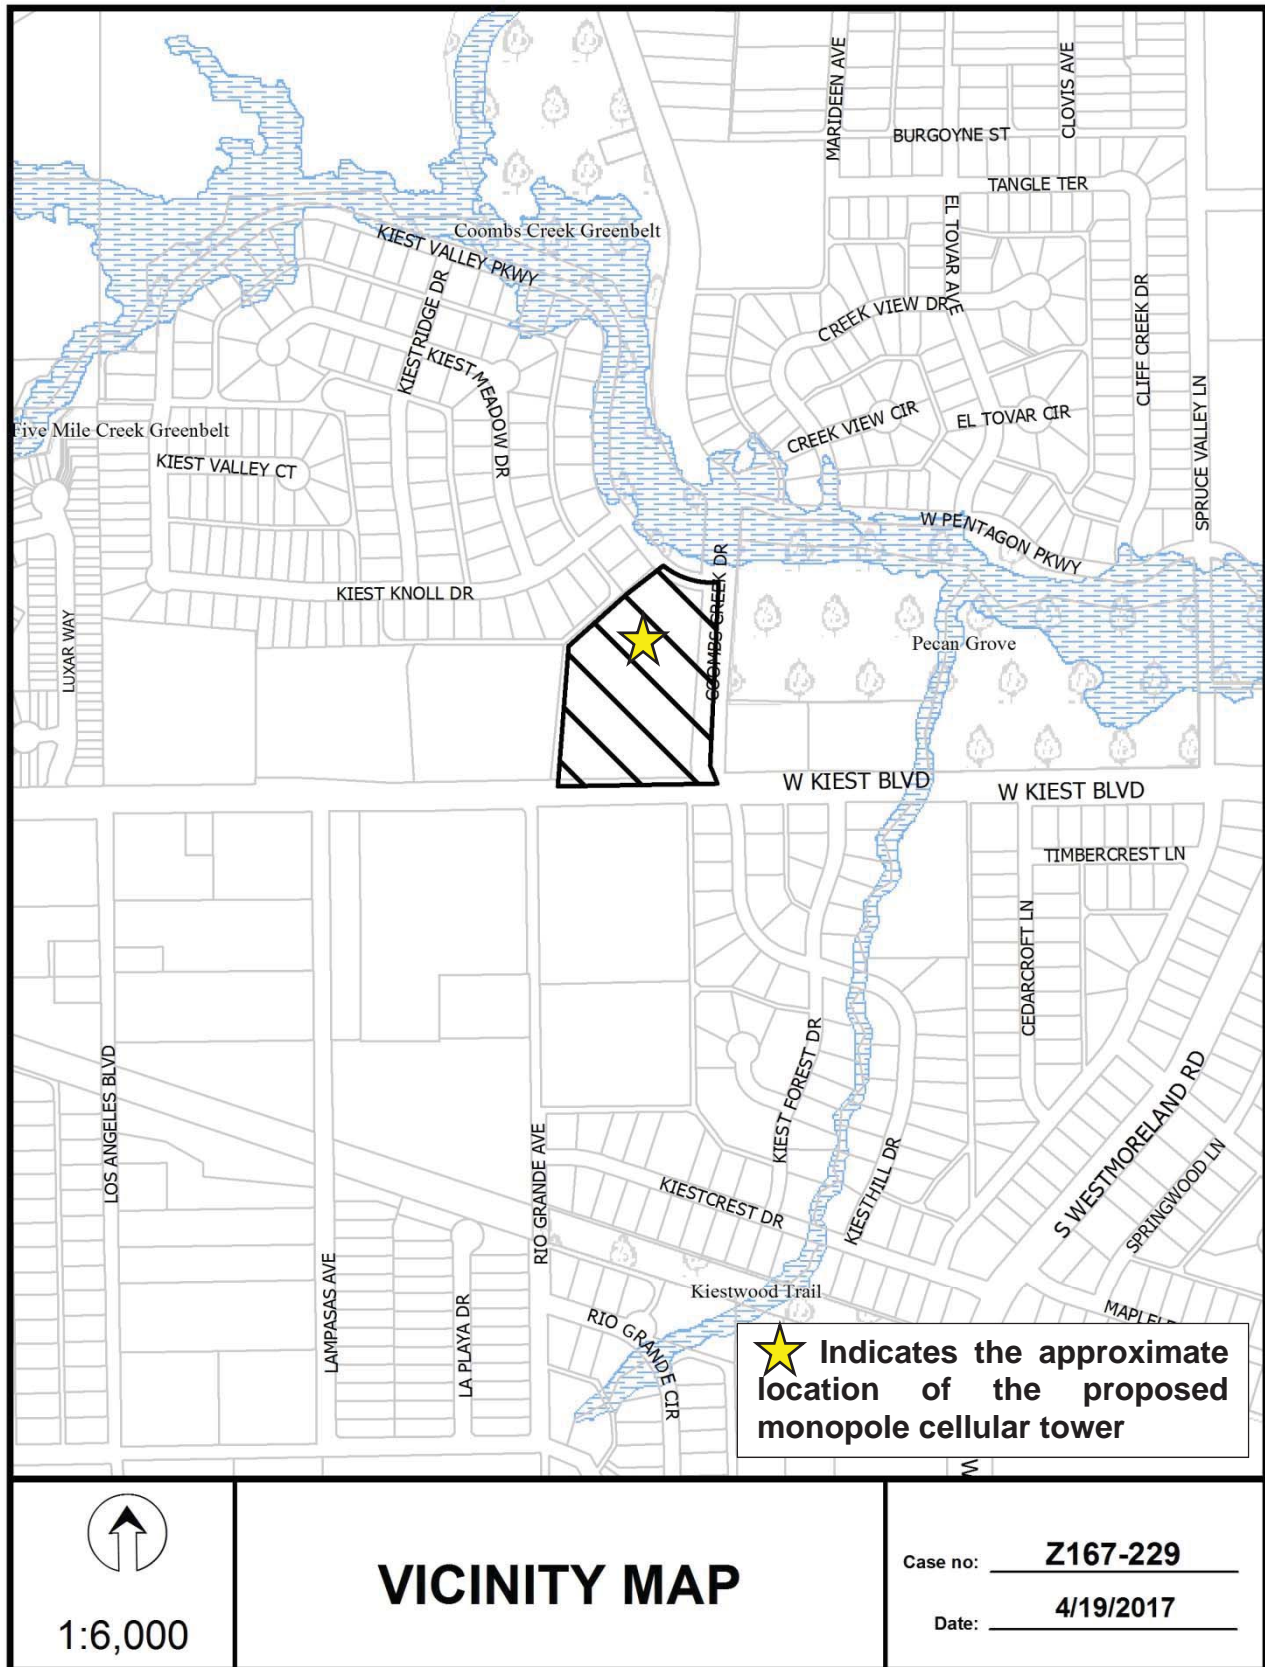 MARIDEEN AVE
CLOVIS AVE
BURGOYNE ST
TANGLE TER
EL TOVAR AVE
Coombs Creek Greenbelt
KIEST VALLEY PKWY
KIESTRIDGE DR
CREEK VIEW DR
CLIFF CREEK DR
KIEST MEADOW DR
SPRUCE VALLEY LN
CREEK VIEW CIR
EL TOVAR CIR
Five Mile Creek Greenbelt
KIEST VALLEY CT
W PENTAGON PKWY
KIEST KNOLL DR
COOMBS CREEK DR
LUXAR WAY
Pecan Grove
W KIEST BLVD
W KIEST BLVD
TIMBERCREST LN
CEDARCROFT LN
LOS ANGELES BLVD
KIEST FOREST DR
S WESTMORELAND RD
RIO GRANDE AVE
KIESTHILL DR
SPRINGWOOD LN
KIESTCREST DR
LAMPASAS AVE
LA PLAYA DR
Kiestwood Trail
RIO GRANDE CIR
Indicates the approximate
location of the proposed
monopole cellular tower
W
1:6,000
VICINITY MAP
Case no: Z167-229
Date: 4/19/2017